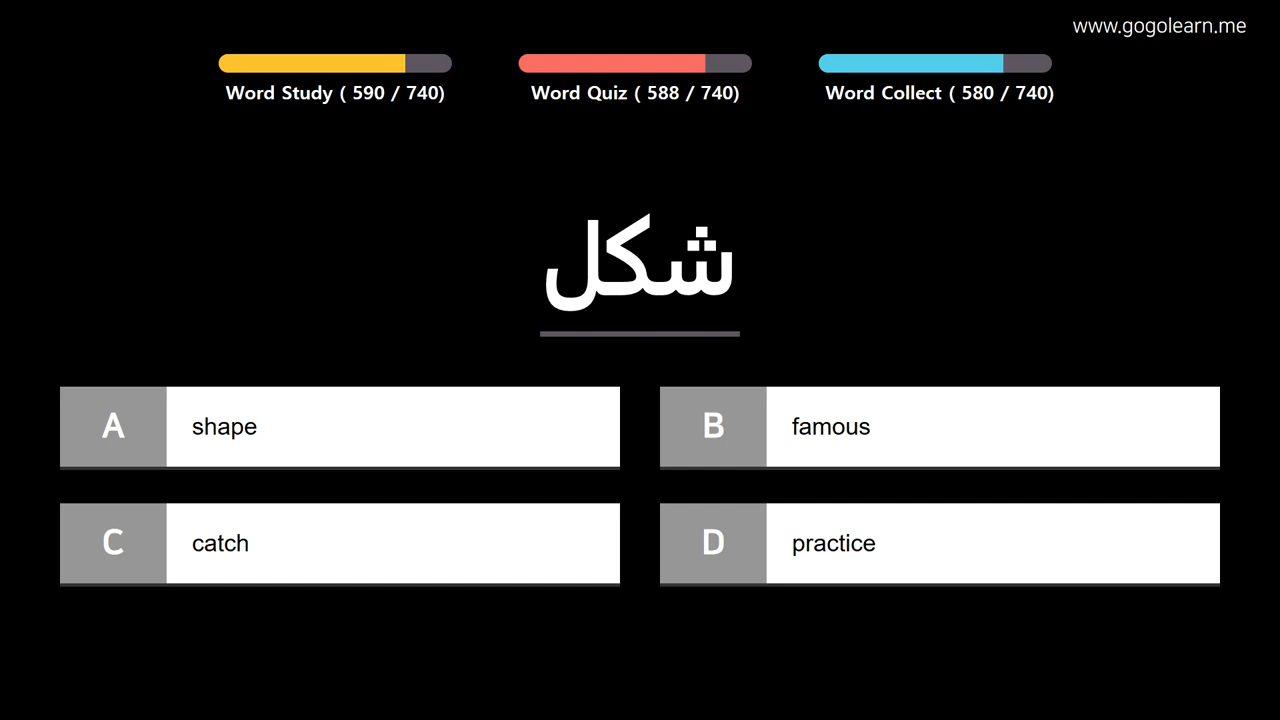 www.gogolearn.me
Word Study ( 590 / 740)
Word Quiz ( 588 / 740)
Word Collect ( 580 / 740)
شكل
A shape
B famous
C catch
D practice